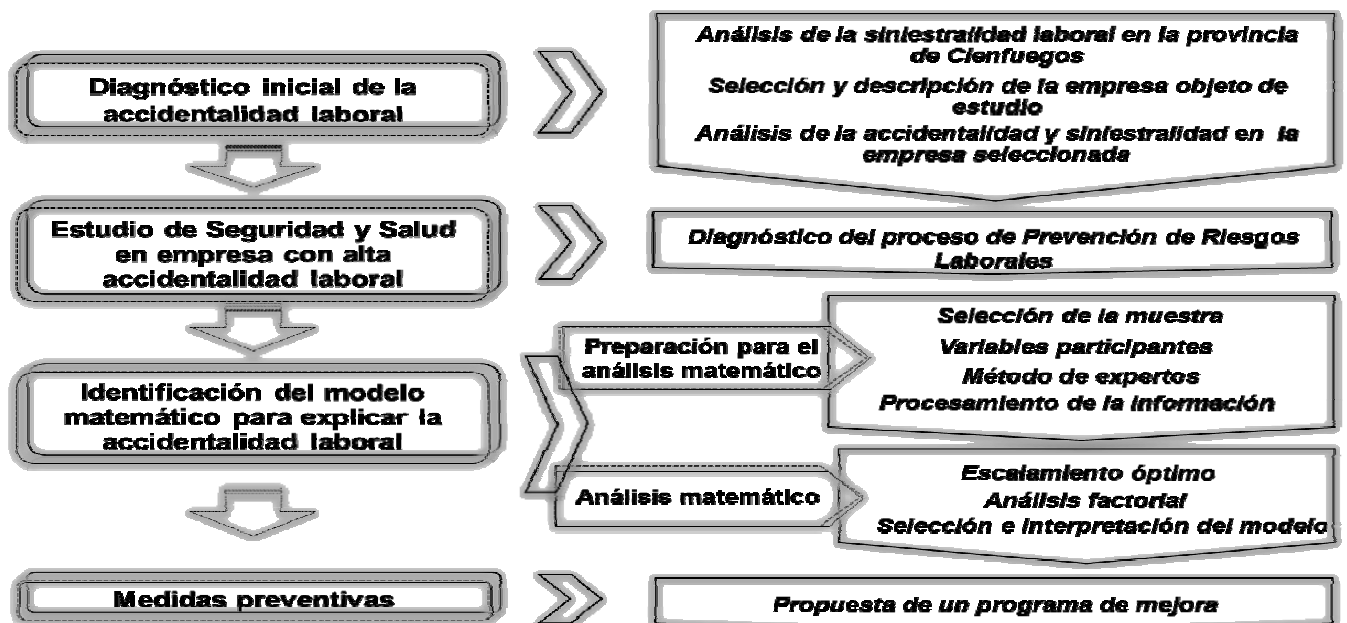 Diagnóstico inicial de la
accidentalidad laboral
Análisis de la siniestralidad laboral en la provincia
de Cienfuegos
Selección y descripción de la empresa objeto de
estudio
Análisis de la accidentalidad y siniestralidad en la
empresa seleccionada
Estudio de Seguridad y Salud
en empresa con alta
accidentalidad laboral
Diagnóstico del proceso de Prevención de Riesgos
Laborales
Identificación del modelo
matemático para explicar la
accidentalidad laboral
Preparación para el
análisis matemático
Selección de la muestra
Variables participantes
Método de expertos
Procesamiento de la información
Análisis matemático
Escalamiento óptimo
Análisis factorial
Selección e interpretación del modelo
Medidas preventivas
Propuesta de un programa de mejora